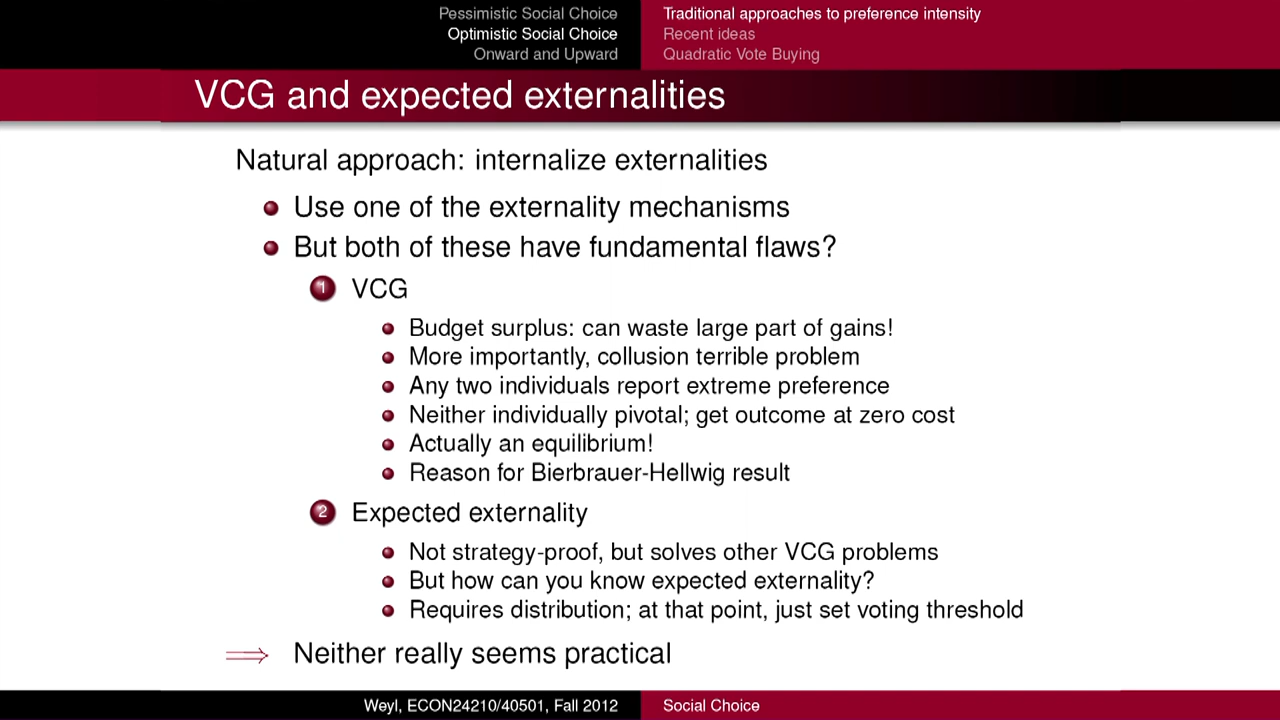 Pessimistic Social Choice
Optimistic Social Choice
Onward and Upward
Traditional approaches to preference intensity
Recent ideas
Quadratic Vote Buying
VCG and expected externalities
Natural approach: internalize externalities
Use one of the externality mechanisms
But both of these have fundamental flaws?
1 VCG
Budget surplus: can waste large part of gains!
More importantly, collusion terrible problem
Any two individuals report extreme preference
Neither individually pivotal; get outcome at zero cost
Actually an equilibrium!
Reason for Bierbrauer-Hellwig result
2 Expected externality
Not strategy-proof, but solves other VCG problems
But how can you know expected externality?
Requires distribution; at that point, just set voting threshold
⟹ Neither really seems practical
Weyl, ECON24210/40501, Fall 2012
Social Choice